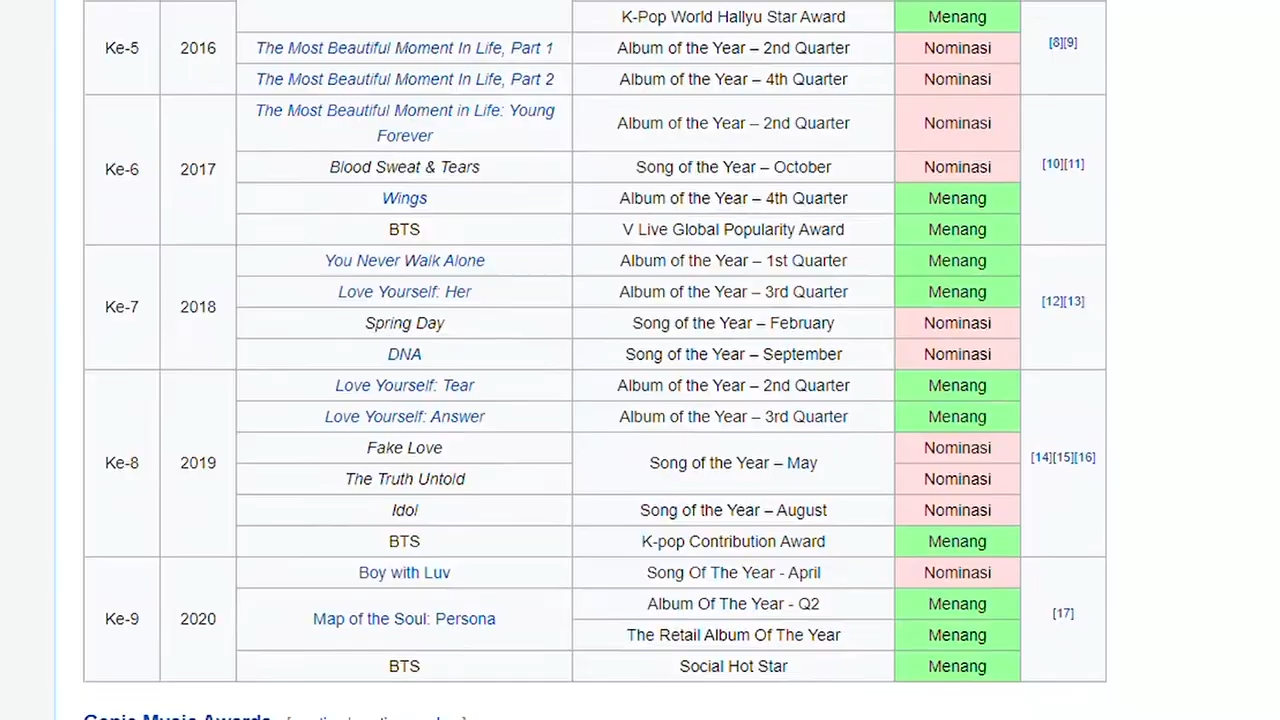 K-Pop World Hallyu Star Award Menang
Ke-5 2016 The Most Beautiful Moment In Life, Part 1 Album of the Year – 2nd Quarter Nominasi [8][9]
The Most Beautiful Moment In Life, Part 2 Album of the Year – 4th Quarter Nominasi
The Most Beautiful Moment in Life: Young
Forever
Album of the Year – 2nd Quarter Nominasi
Ke-6 2017 Blood Sweat & Tears Song of the Year – October Nominasi [10][11]
Wings Album of the Year – 4th Quarter Menang
BTS V Live Global Popularity Award Menang
You Never Walk Alone Album of the Year – 1st Quarter Menang
Ke-7 2018 Love Yourself: Her Album of the Year – 3rd Quarter Menang [12][13]
Spring Day Song of the Year – February Nominasi
DNA Song of the Year – September Nominasi
Love Yourself: Tear Album of the Year – 2nd Quarter Menang
Love Yourself: Answer Album of the Year – 3rd Quarter Menang
Fake Love Nominasi
Ke-8 2019 Song of the Year – May [14][15][16]
The Truth Untold Nominasi
Idol Song of the Year – August Nominasi
BTS K-pop Contribution Award Menang
Boy with Luv Song Of The Year - April Nominasi
Ke-9 2020 Map of the Soul: Persona Album Of The Year - Q2 Menang [17]
The Retail Album Of The Year Menang
BTS Social Hot Star Menang
Genie Music Awards